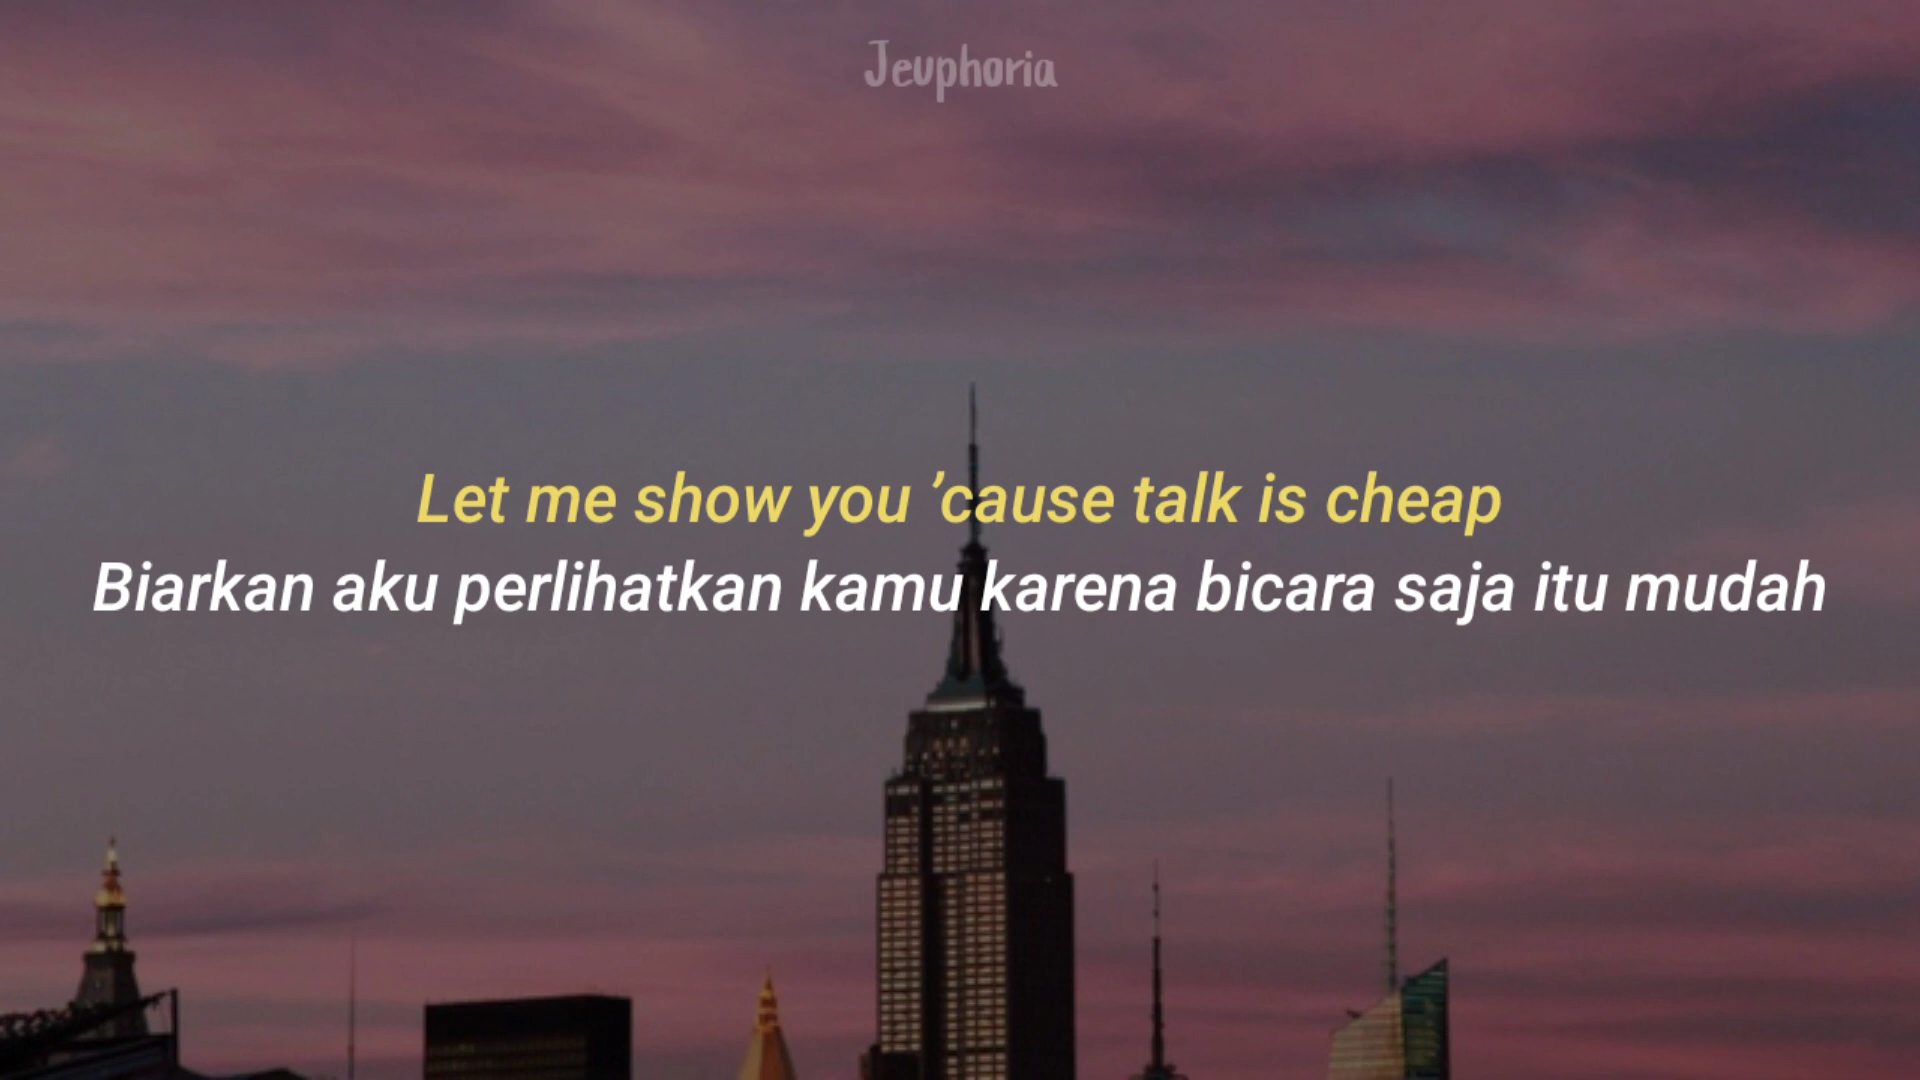 Jeuphoria
Let me show you ’cause talk is cheap
Biarkan aku perlihatkan kamu karena bicara saja itu mudah